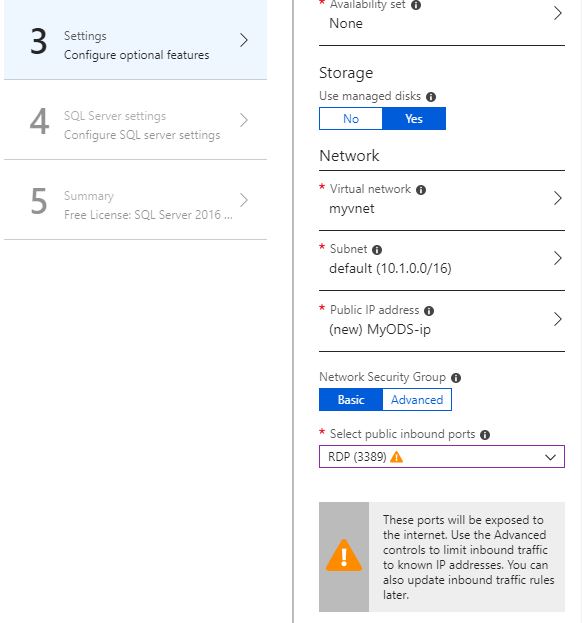 3
Settings
Configure optional features
4
SQL Server settings
Configure SQL server settings
5
Summary
Free License: SQL Server 2016 ...
* Availability set
None
Storage
Use managed disks
No
Yes
Network
* Virtual network
myvnet
* Subnet
default (10.1.0.0/16)
* Public IP address
(new) MyODS-ip
Network Security Group
Basic
Advanced
* Select public inbound ports
RDP (3389)
These ports will be exposed to
the internet. Use the Advanced
controls to limit inbound traffic
to known IP addresses. You can
also update inbound traffic rules
later.